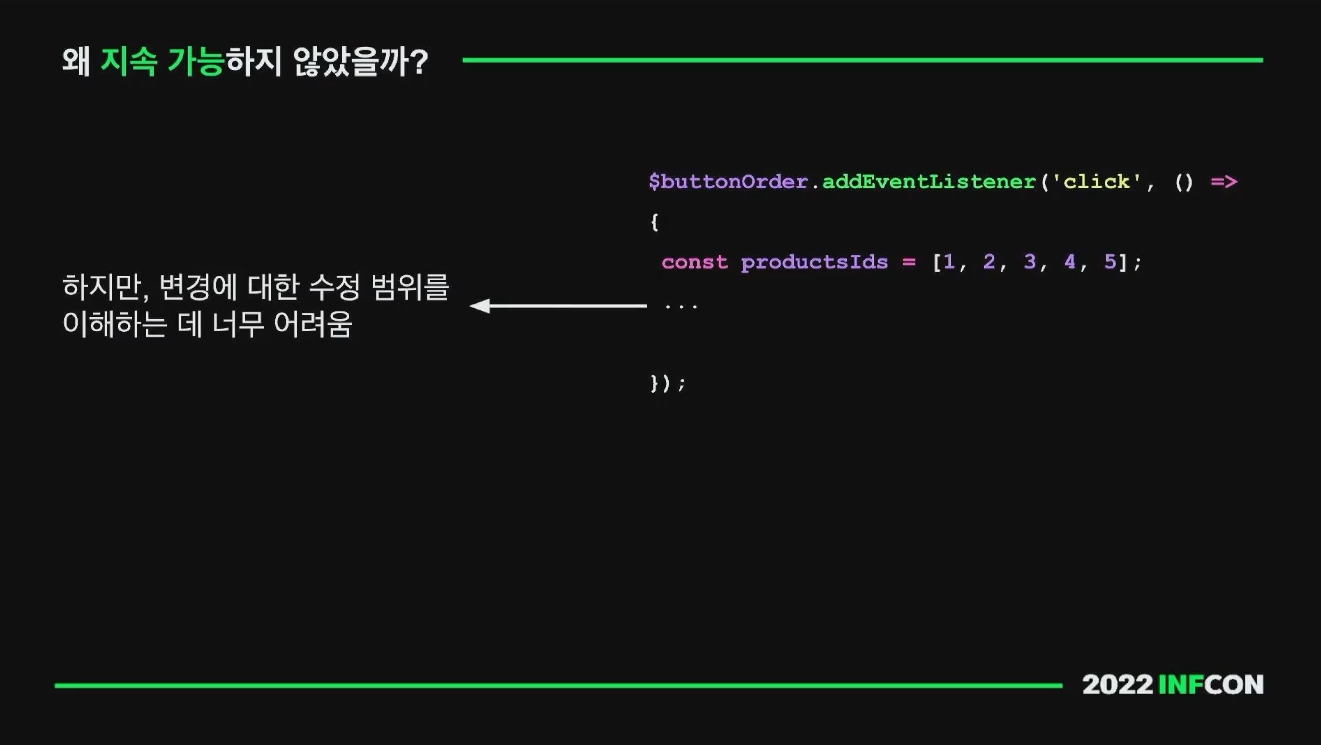 왜 지속 가능하지 않았을까?
$buttonOrder.addEventListener('click', () =>
{
const productsIds = [1, 2, 3, 4, 5];
...
});
하지만, 변경에 대한 수정 범위를
이해하는 데 너무 어려움
2022 INFCON